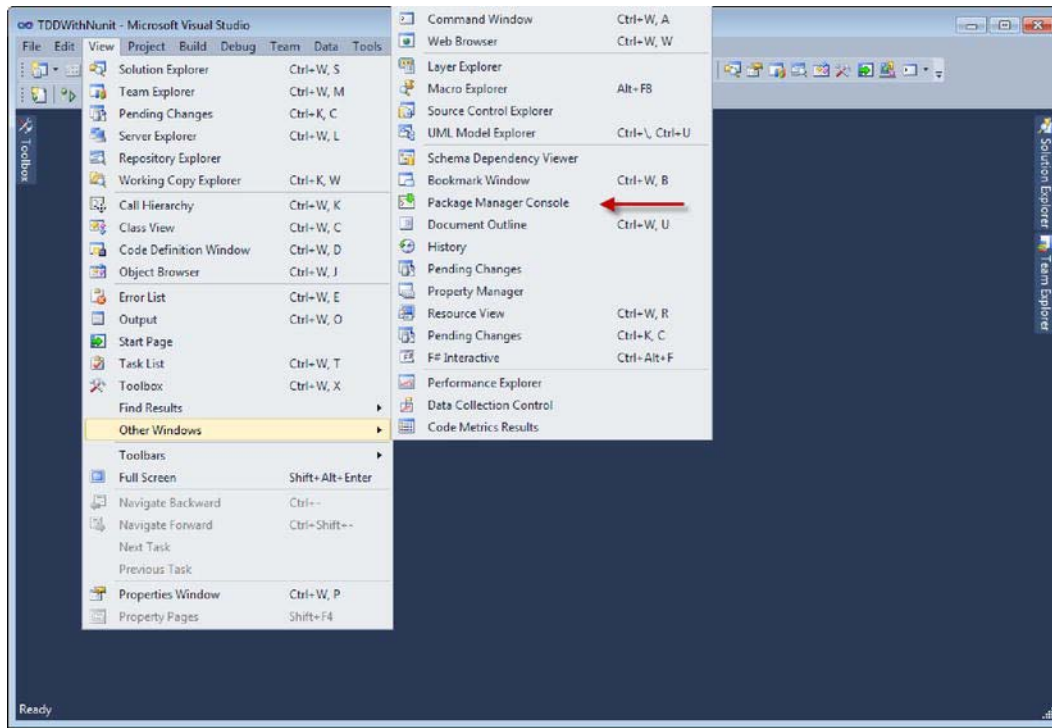 TDDWithNunit - Microsoft Visual Studio
File Edit View Project Build Debug Team Data Tools
Solution Explorer Ctrl+W, S
Team Explorer Ctrl+W, M
Pending Changes Ctrl+K, C
Server Explorer Ctrl+W, L
Repository Explorer
Working Copy Explorer Ctrl+K, W
Call Hierarchy Ctrl+W, K
Class View Ctrl+W, C
Code Definition Window Ctrl+W, D
Object Browser Ctrl+W, J
Error List Ctrl+W, E
Output Ctrl+W, O
Start Page
Task List Ctrl+W, T
Toolbox Ctrl+W, X
Find Results
Other Windows
Toolbars
Full Screen Shift+Alt+Enter
Navigate Backward Ctrl+-
Navigate Forward Ctrl+Shift+-
Next Task
Previous Task
Properties Window Ctrl+W, P
Property Pages Shift+F4
Command Window Ctrl+W, A
Web Browser Ctrl+W, W
Layer Explorer
Macro Explorer Alt+F8
Source Control Explorer
UML Model Explorer Ctrl+\, Ctrl+U
Schema Dependency Viewer
Bookmark Window Ctrl+W, B
Package Manager Console
Document Outline Ctrl+W, U
History
Pending Changes
Property Manager
Resource View Ctrl+W, R
Pending Changes Ctrl+K, C
F# Interactive Ctrl+Alt+F
Performance Explorer
Data Collection Control
Code Metrics Results
Toolbox
Solution Explorer
Team Explorer
Ready